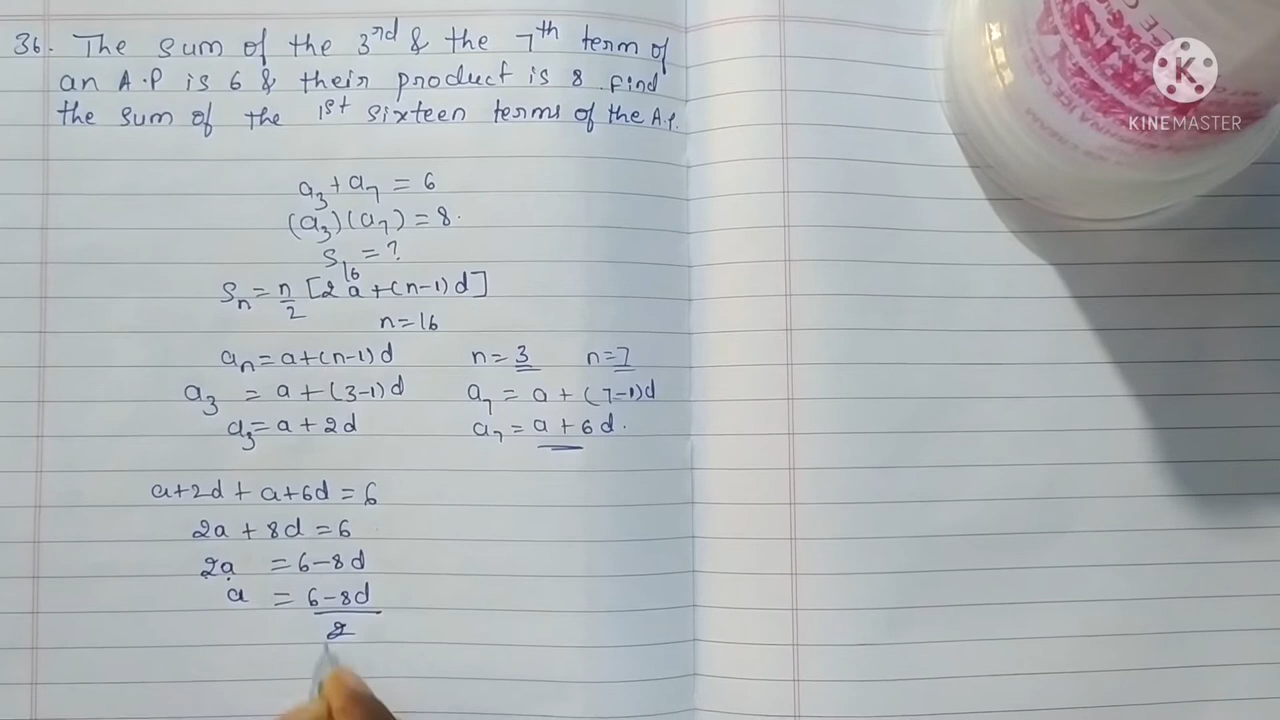 36. The sum of the 3rd & the 7th term of
an A.P is 6 & their product is 8 . find
the sum of the 1st sixteen terms of the A.P.
a3 + a7 = 6
(a3)(a7) = 8.
S16 = ?
Sn = n/2 [2a + (n-1)d]
n = 16
an = a + (n-1)d n = 3 n = 7
a3 = a + (3-1)d a7 = a + (7-1)d
a3 = a + 2d a7 = a + 6d.
a+2d + a+6d = 6
2a + 8d = 6
2a = 6-8d
a = 6-8d/2
K
KINEMASTER